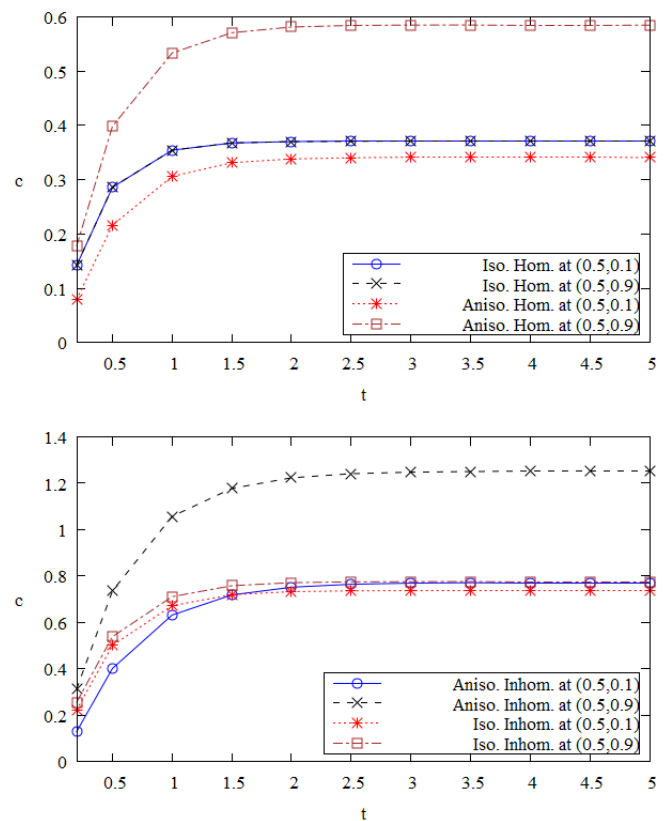 0.6
0.5
0.4
0.3
0.2
0.1
0
c
Iso. Hom. at (0.5,0.1)
Iso. Hom. at (0.5,0.9)
Aniso. Hom. at (0.5,0.1)
Aniso. Hom. at (0.5,0.9)
0.5 1 1.5 2 2.5 3 3.5 4 4.5 5
t
1.4
1.2
1
0.8
0.6
0.4
0.2
0
c
Aniso. Inhom. at (0.5,0.1)
Aniso. Inhom. at (0.5,0.9)
Iso. Inhom. at (0.5,0.1)
Iso. Inhom. at (0.5,0.9)
0.5 1 1.5 2 2.5 3 3.5 4 4.5 5
t